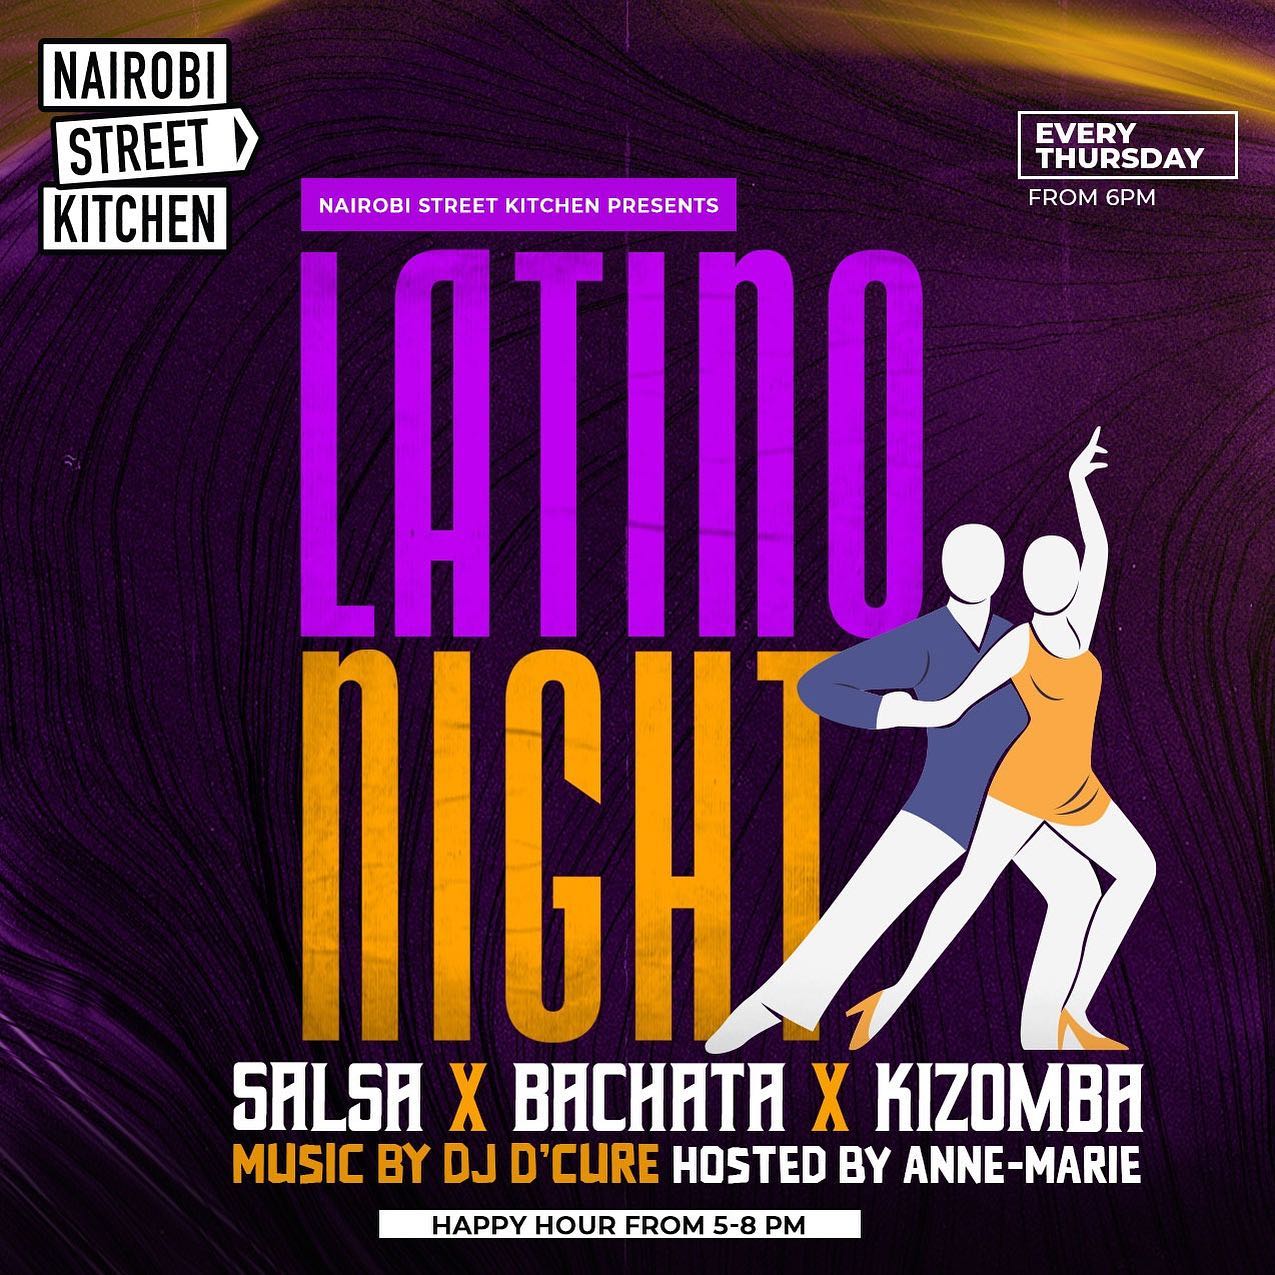 NAIROBI
STREET
KITCHEN
EVERY
THURSDAY
FROM 6PM
NAIROBI STREET KITCHEN PRESENTS
LATINO
NIGHT
SALSA X BACHATA X KIZOMBA
MUSIC BY DJ D'CURE HOSTED BY ANNE-MARIE
HAPPY HOUR FROM 5-8 PM